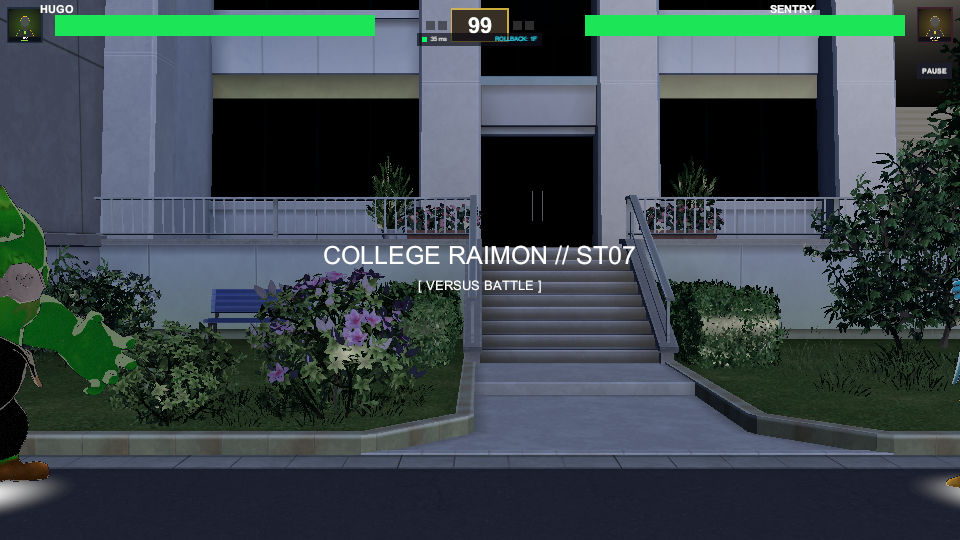 HUGO
SENTRY
99
35 ms
ROLLBACK: 1F
PAUSE
COLLEGE RAIMON // ST07
[ VERSUS BATTLE ]